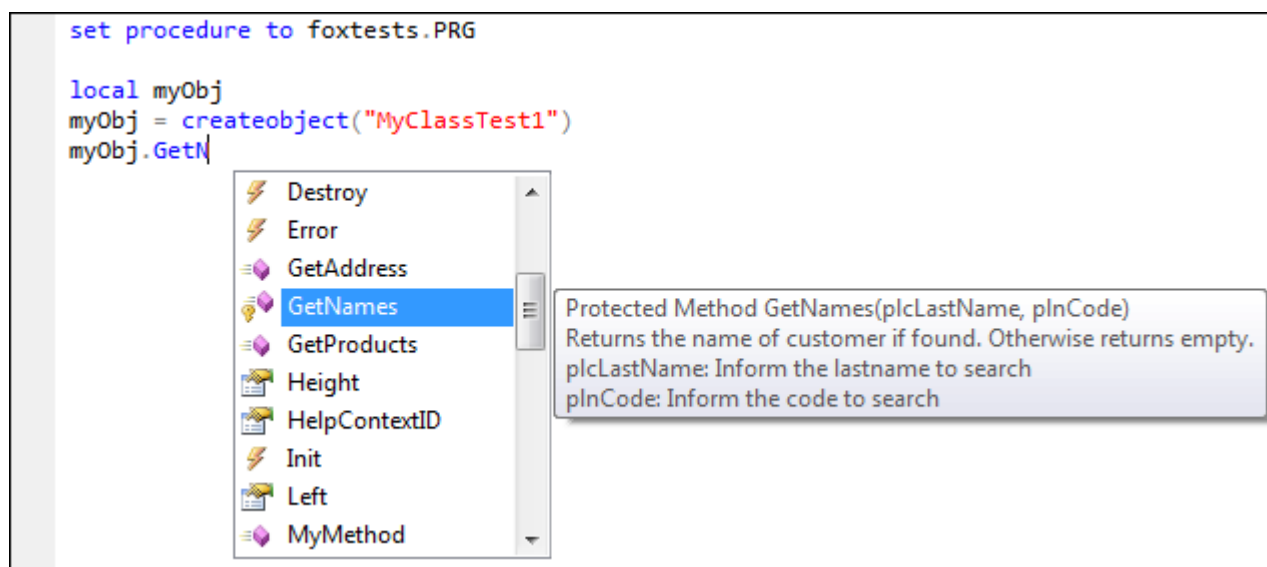 set procedure to foxtests.PRG
local myObj
myObj = createobject("MyClassTest1")
myObj.GetN
Destroy
Error
GetAddress
GetNames
GetProducts
Height
HelpContextID
Init
Left
MyMethod
Protected Method GetNames(plcLastName, plnCode)
Returns the name of customer if found. Otherwise returns empty.
plcLastName: Inform the lastname to search
plnCode: Inform the code to search